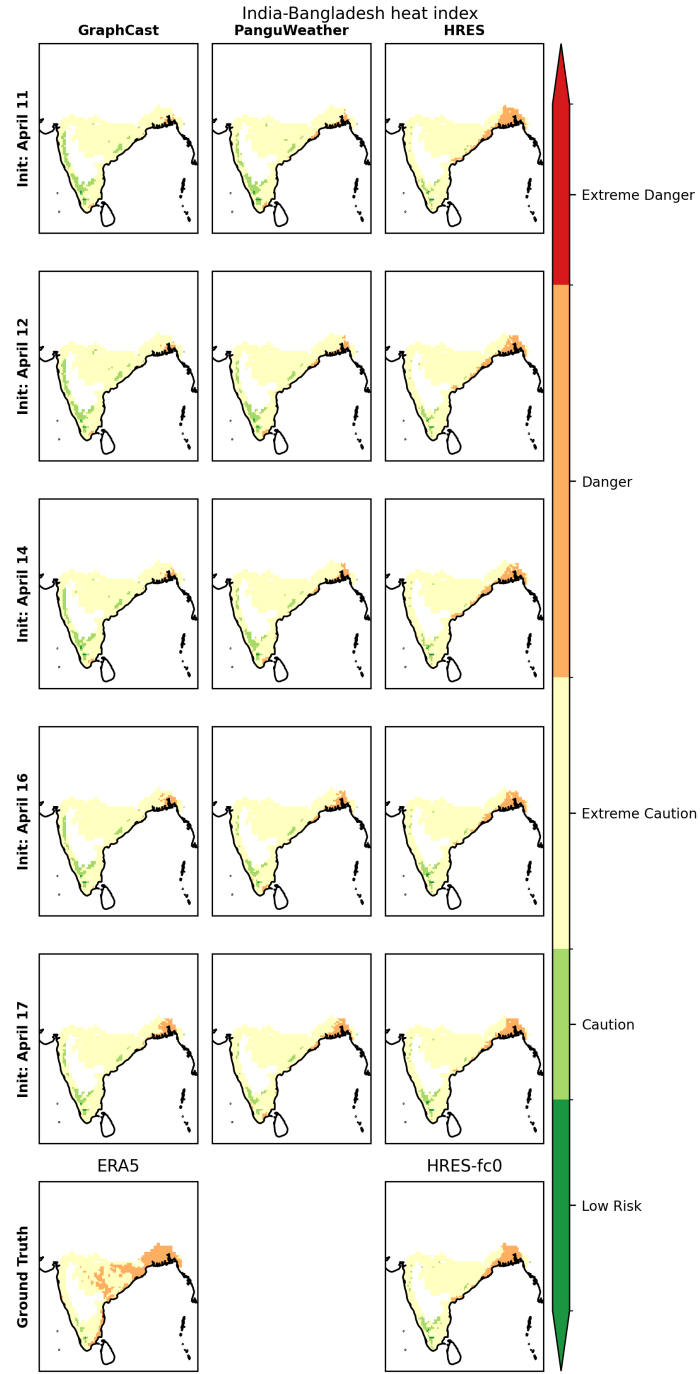 India-Bangladesh heat index
GraphCast PanguWeather HRES
Init: April 11
Extreme Danger
Init: April 12
Danger
Init: April 14
Init: April 16
Extreme Caution
Init: April 17
Caution
ERA5 HRES-fc0
Low Risk
Ground Truth